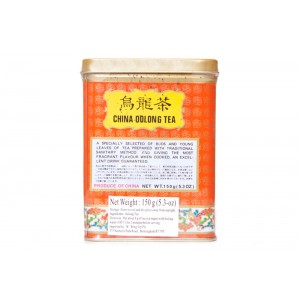 烏龍茶
CHINA OOLONG TEA
A SPECIALLY SELECTED OF BUDS AND YOUNG
LEAVES OF TEA PREPARED WITH TRADITIONAL
SANITARY METHOD GIVING THE MOST
FRAGRANT FLAVOUR WHEN COOKED. AN EXCEL-
LENT DRINK GUARANTEED.
PRODUCE OF CHINA NET WT.150g(5.3OZ)
Net Weight : 150 g (5.3-oz)